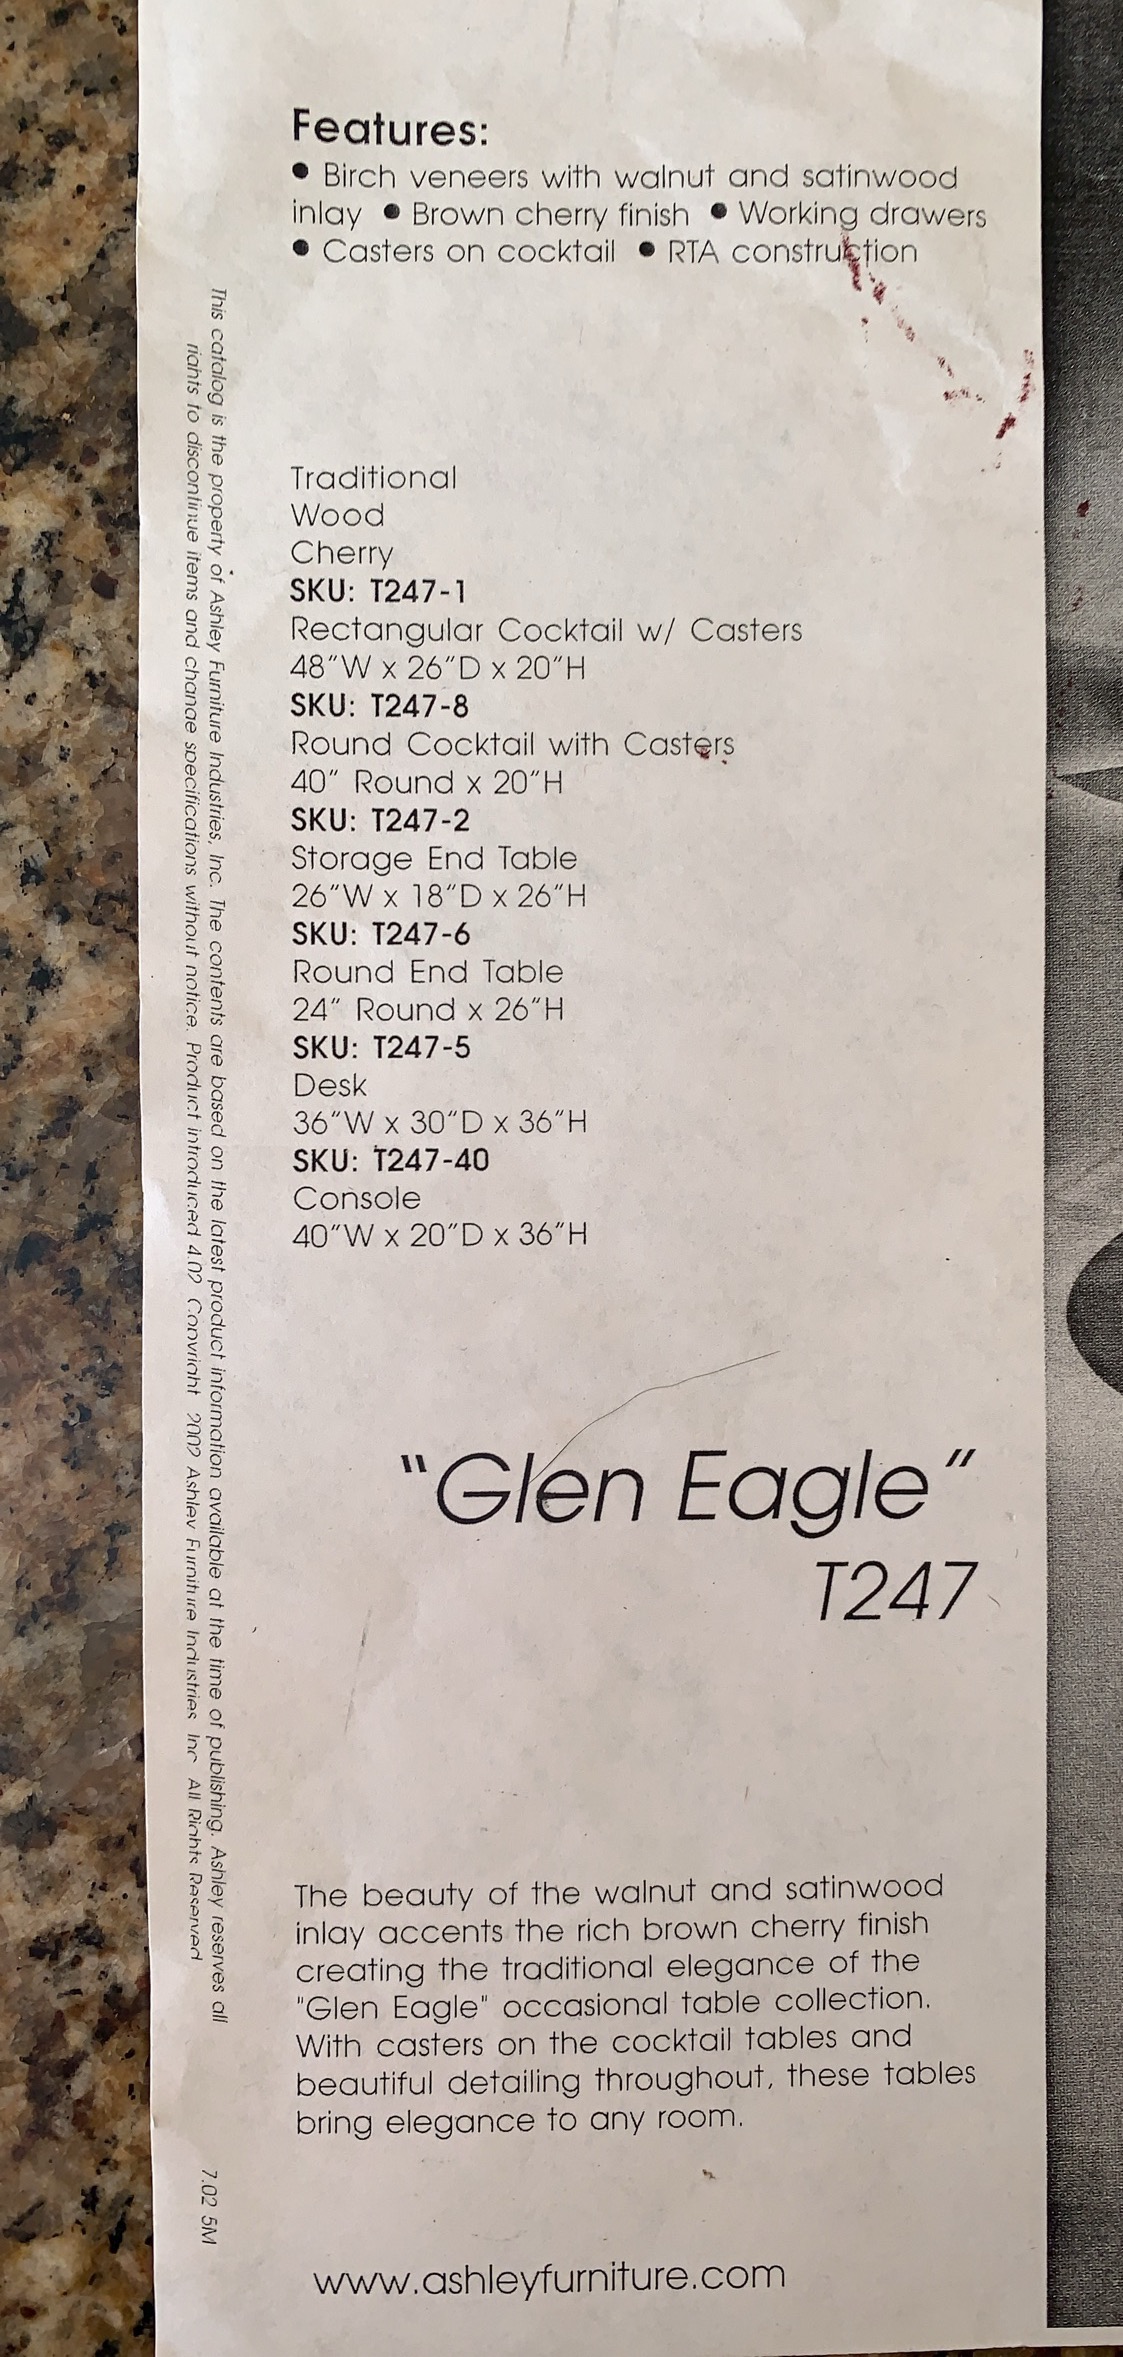 Features:
• Birch veneers with walnut and satinwood
inlay • Brown cherry finish • Working drawers
• Casters on cocktail • RTA construction
Traditional
Wood
Cherry
SKU: T247-1
Rectangular Cocktail w/ Casters
48"W x 26"D x 20"H
SKU: T247-8
Round Cocktail with Casters
40" Round x 20"H
SKU: T247-2
Storage End Table
26"W x 18"D x 26"H
SKU: T247-6
Round End Table
24" Round x 26"H
SKU: T247-5
Desk
36"W x 30"D x 36"H
SKU: T247-40
Console
40"W x 20"D x 36"H
"Glen Eagle"
T247
The beauty of the walnut and satinwood
inlay accents the rich brown cherry finish
creating the traditional elegance of the
"Glen Eagle" occasional table collection.
With casters on the cocktail tables and
beautiful detailing throughout, these tables
bring elegance to any room.
www.ashleyfurniture.com
This catalog is the property of Ashley Furniture Industries, Inc. The contents are based on the latest product information available at the time of publishing. Ashley reserves all
rights to discontinue items and change specifications without notice. Product introduced 4.02 Copyright 2002 Ashley Furniture Industries Inc All Rights Reserved
7.02 5M